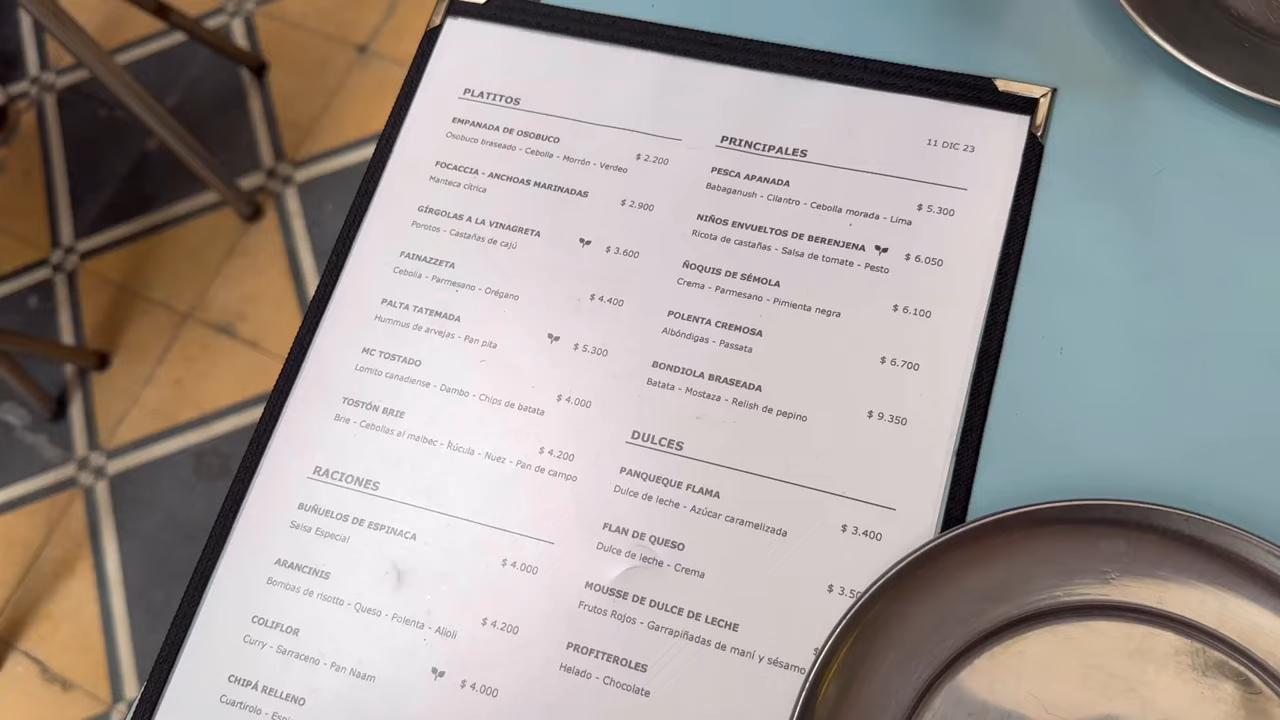 PLATITOS
EMPANADA DE OSOBUCO
Osobuco braseado - Cebolla - Morrón - Verdeo
$ 2.200
FOCACCIA - ANCHOAS MARINADAS
Manteca cítrica
$ 2.900
GÍRGOLAS A LA VINAGRETA
Porotos - Castañas de cajú
$ 3.600
FAINAZZETA
Cebolla - Parmesano - Orégano
$ 4.400
PALTA TATEMADA
Hummus de arvejas - Pan pita
$ 5.300
MC TOSTADO
Lomito canadiense - Dambo - Chips de batata
$ 4.000
TOSTÓN BRIE
Brie - Cebollas al malbec - Rúcula - Nuez - Pan de campo
$ 4.200
RACIONES
BUÑUELOS DE ESPINACA
Salsa Especial
$ 4.000
ARANCINIS
Bombas de risotto - Queso - Polenta - Alioli
$ 4.200
COLIFLOR
Curry - Sarraceno - Pan Naam
$ 4.000
CHIPÁ RELLENO
Cuartirolo -
11 DIC 23
PRINCIPALES
PESCA APANADA
Babaganush - Cilantro - Cebolla morada - Lima
$ 5.300
NIÑOS ENVUELTOS DE BERENJENA
Ricota de castañas - Salsa de tomate - Pesto
$ 6.050
ÑOQUIS DE SÉMOLA
Crema - Parmesano - Pimienta negra
$ 6.100
POLENTA CREMOSA
Albóndigas - Passata
$ 6.700
BONDIOLA BRASEADA
Batata - Mostaza - Relish de pepino
$ 9.350
DULCES
PANQUEQUE FLAMA
Dulce de leche - Azúcar caramelizada
$ 3.400
FLAN DE QUESO
Dulce de leche - Crema
$ 3.50
MOUSSE DE DULCE DE LECHE
Frutos Rojos - Garrapiñadas de maní y sésamo
$
PROFITEROLES
Helado - Chocolate